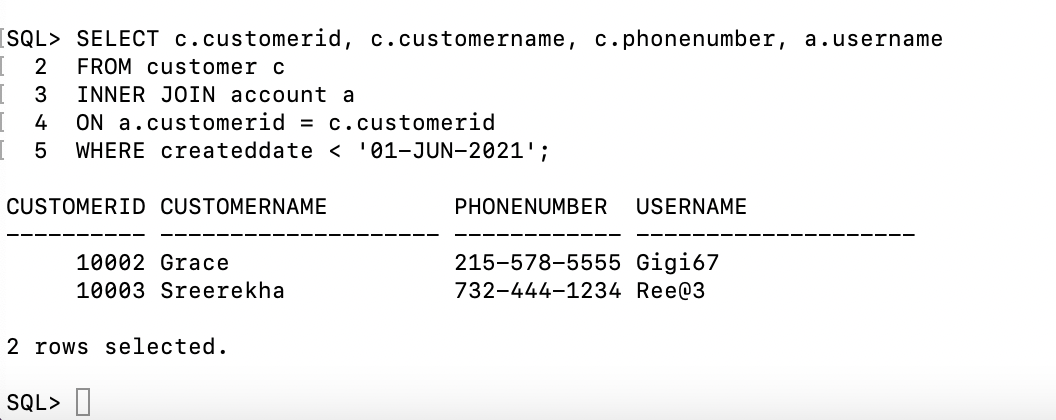 SQL> SELECT c.customerid, c.customername, c.phonenumber, a.username
2 FROM customer c
3 INNER JOIN account a
4 ON a.customerid = c.customerid
5 WHERE createddate < '01-JUN-2021';
CUSTOMERID CUSTOMERNAME PHONENUMBER USERNAME
---------- -------------------- ------------ --------------------
10002 Grace 215-578-5555 Gigi67
10003 Sreerekha 732-444-1234 Ree@3
2 rows selected.
SQL>